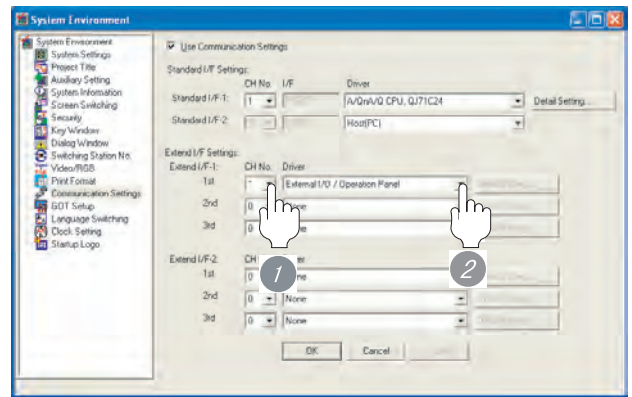 System Environment
System Environment
System Settings
Project Title
Auxiliary Setting
System Information
Screen Switching
Security
Key Window
Dialog Window
Switching Station No.
Video/RGB
Print Format
Communication Settings
GOT Setup
Language Switching
Clock Setting
Startup Logo
Use Communication Settings
Standard I/F Settings:
CH No. I/F Driver
Standard I/F-1: 1 A/QnA/Q CPU, QJ71C24 Detail Setting...
Standard I/F-2: Host(PC)
Extend I/F Settings:
Extend I/F-1: CH No. Driver
1st * External I/O / Operation Panel
2nd 0
3rd 0
1 2
Extend I/F-2: CH
1st 0
2nd 0 None
3rd 0 None
OK Cancel